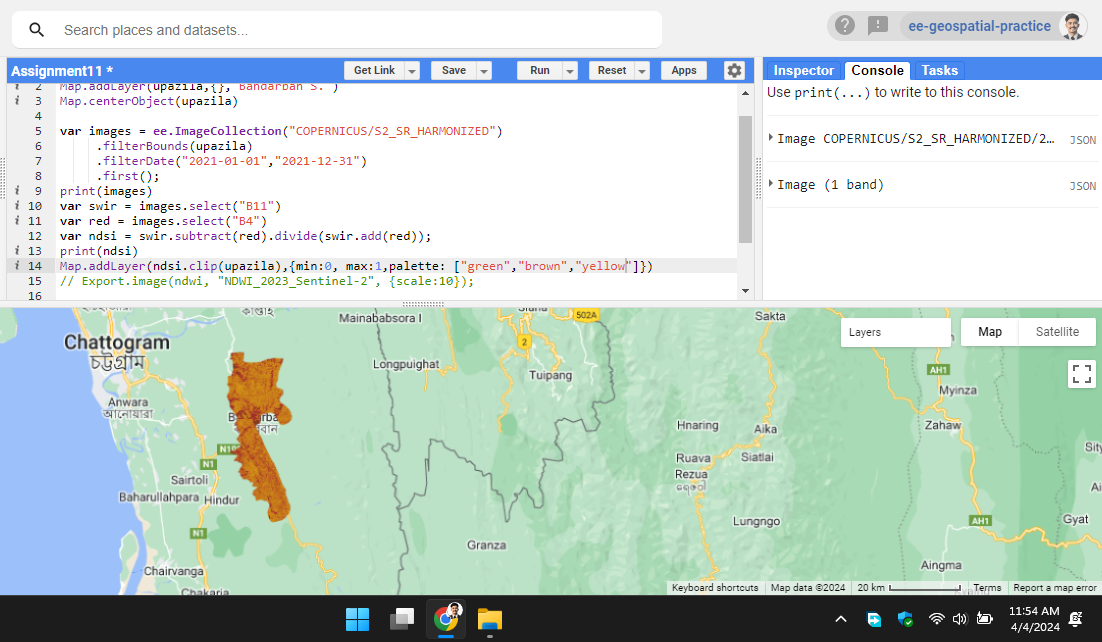 Search places and datasets...
ee-geospatial-practice
Assignment11 *
Get Link
Save
Run
Reset
Apps
Inspector
Console
Tasks
Use print(...) to write to this console.
Image COPERNICUS/S2_SR_HARMONIZED/2…
JSON
Image (1 band)
JSON
i 2 Map.addLayer(upazila,{}, "Bandarban S.")
i 3 Map.centerObject(upazila)
4
5 var images = ee.ImageCollection("COPERNICUS/S2_SR_HARMONIZED")
6 .filterBounds(upazila)
7 .filterDate("2021-01-01","2021-12-31")
8 .first();
i 9 print(images)
i 10 var swir = images.select("B11")
i 11 var red = images.select("B4")
12 var ndsi = swir.subtract(red).divide(swir.add(red));
i 13 print(ndsi)
i 14 Map.addLayer(ndsi.clip(upazila),{min:0, max:1,palette: ["green","brown","yellow"]})
15 // Export.image(ndwi, "NDWI_2023_Sentinel-2", {scale:10});
16
Layers
Map
Satellite
কাপ্তাই
Mainababsora I
502A
Sakta
Chattogram
চট্টগ্রাম
2
Longpuighat
Tuipang
AH1
Myinza
Anwara
আনোয়ারা
Hnaring
Aika
Zahaw
N1
Ruava
Siatlai
Rezua
Sairtoli
Baharullahpara
Hindur
N1
Lungngo
AH1
Gyat
Granza
Aingma
Chairvanga
Chakaria
Keyboard shortcuts
Map data ©2024
20 km
Terms
Report a map error
11:54 AM
4/4/2024